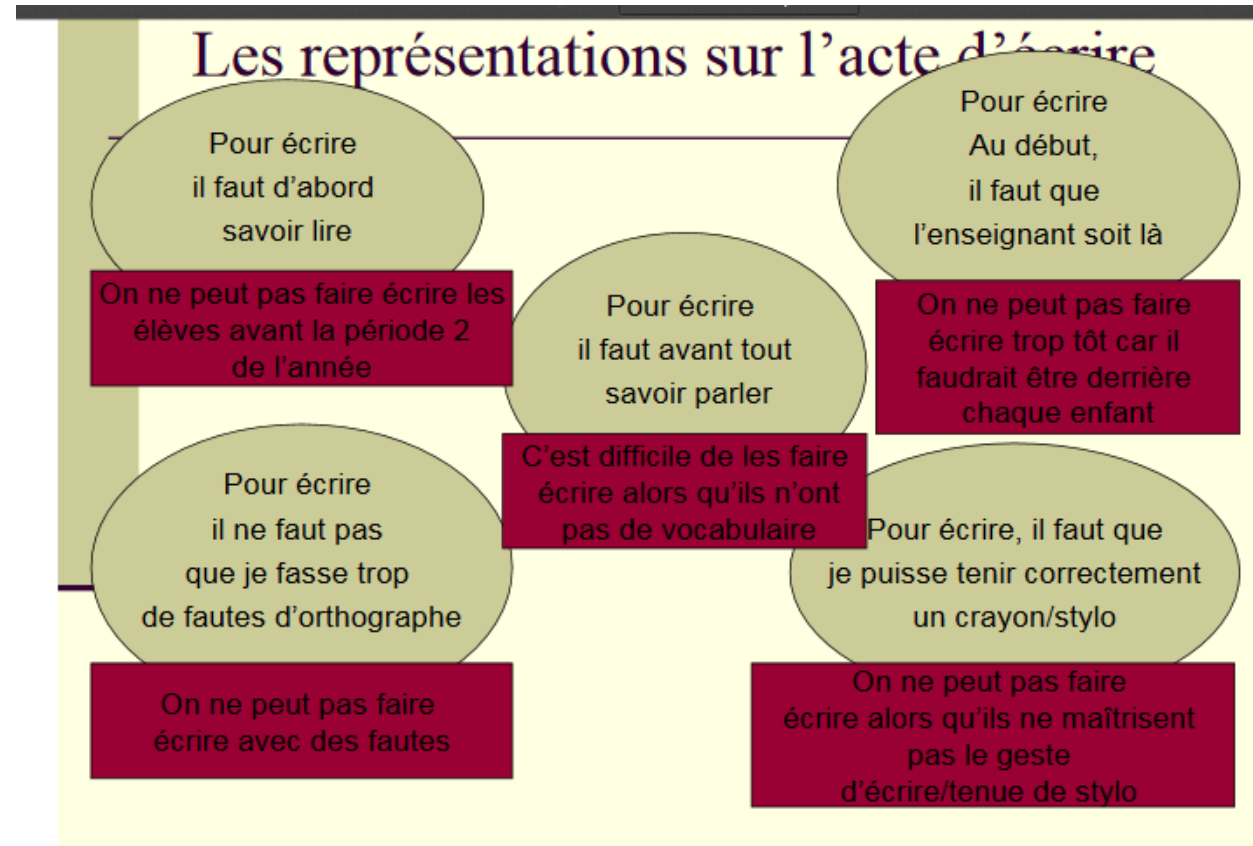 Les représentations sur l'acte d'écrire
Pour écrire
il faut d'abord
savoir lire
On ne peut pas faire écrire les
élèves avant la période 2
de l'année
Pour écrire
Au début,
il faut que
l'enseignant soit là
On ne peut pas faire
écrire trop tôt car il
faudrait être derrière
chaque enfant
Pour écrire
il faut avant tout
savoir parler
C'est difficile de les faire
écrire alors qu'ils n'ont
pas de vocabulaire
Pour écrire
il ne faut pas
que je fasse trop
de fautes d'orthographe
On ne peut pas faire
écrire avec des fautes
Pour écrire, il faut que
je puisse tenir correctement
un crayon/stylo
On ne peut pas faire
écrire alors qu'ils ne maîtrisent
pas le geste
d'écrire/tenue de stylo